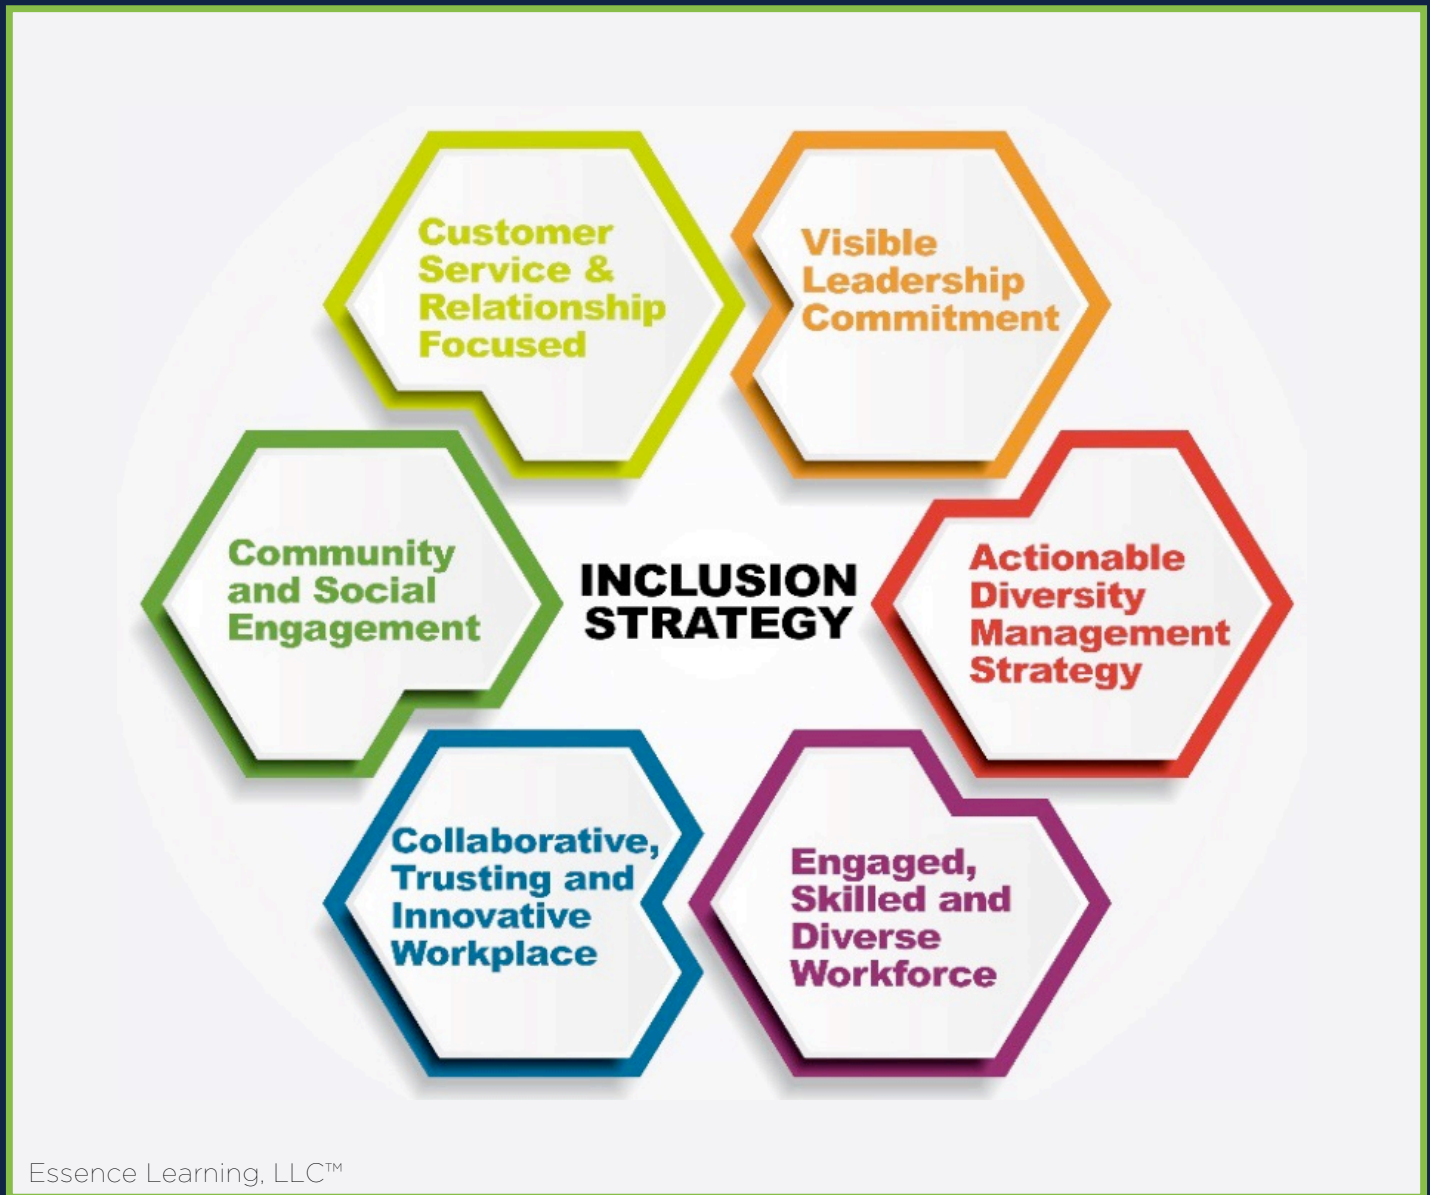 Customer
Service &
Relationship
Focused
Visible
Leadership
Commitment
Community
and Social
Engagement
INCLUSION
STRATEGY
Actionable
Diversity
Management
Strategy
Collaborative,
Trusting and
Innovative
Workplace
Engaged,
Skilled and
Diverse
Workforce
Essence Learning, LLC™